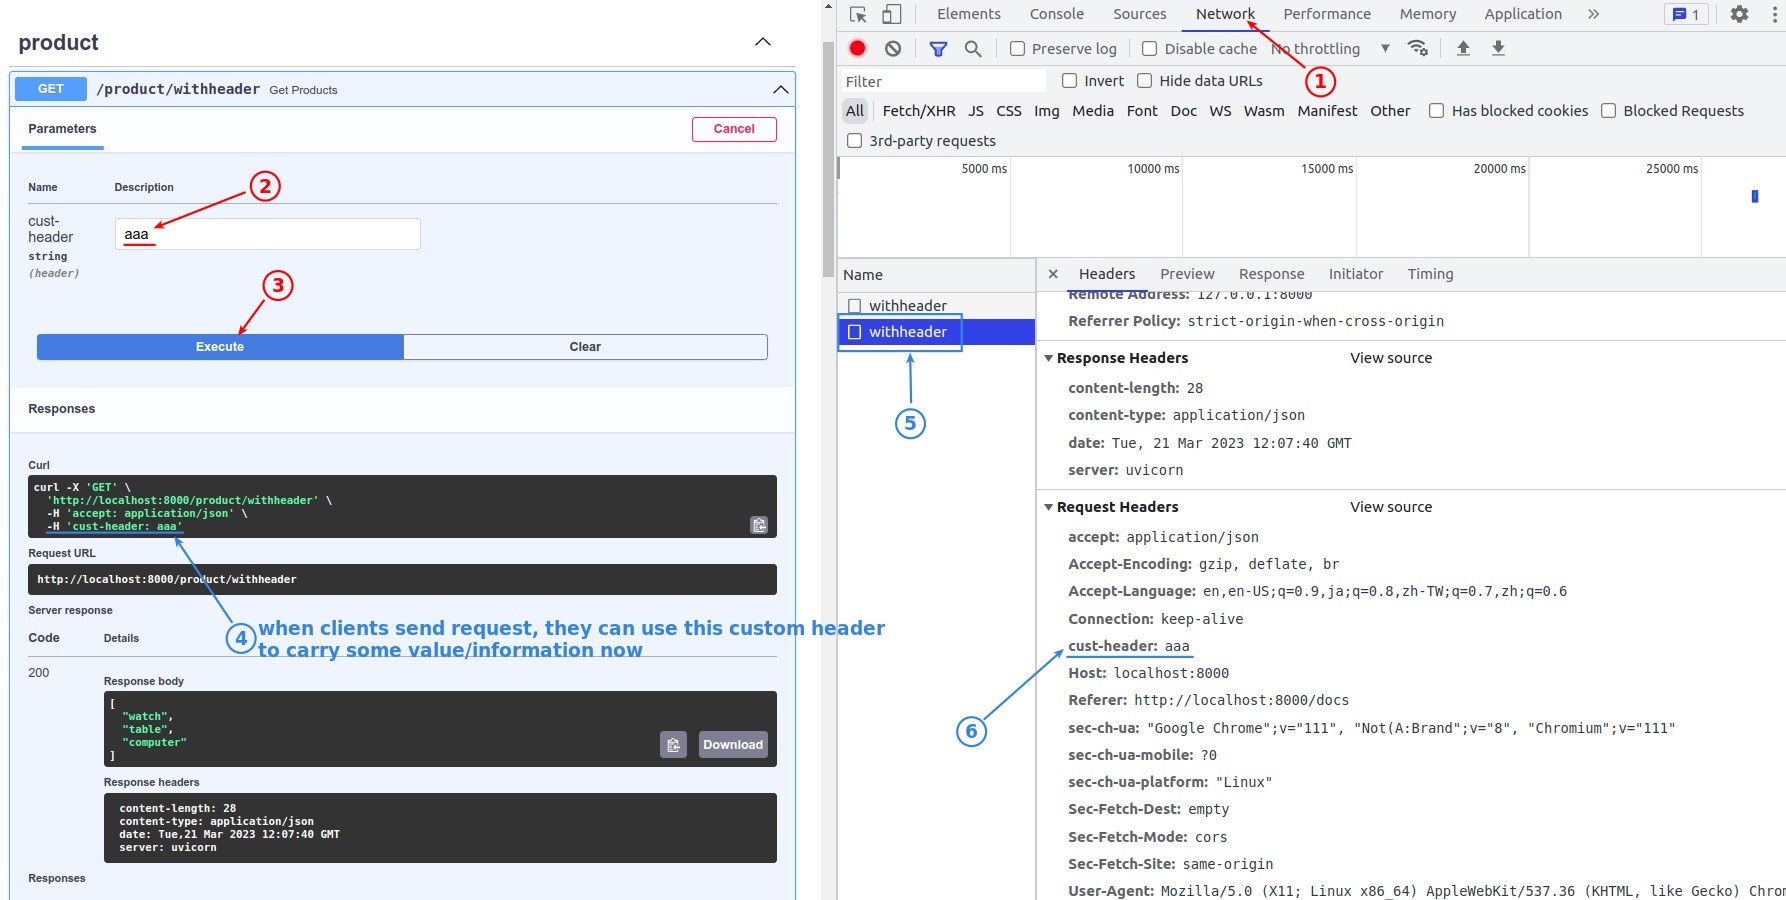 product
GET /product/withheader Get Products
Parameters
Cancel
Name Description
2
cust-
header
string
(header)
aaa
3
Execute Clear
Responses
Curl
curl -X 'GET' \
'http://localhost:8000/product/withheader' \
-H 'accept: application/json' \
-H 'cust-header: aaa'
Request URL
http://localhost:8000/product/withheader
Server response
Code Details
4 when clients send request, they can use this custom header
to carry some value/information now
200
Response body
[
"watch",
"table",
"computer"
]
Download
Response headers
content-length: 28
content-type: application/json
date: Tue,21 Mar 2023 12:07:40 GMT
server: uvicorn
Responses
Elements Console Sources Network Performance Memory Application » 1
Preserve log Disable cache No throttling
1
Filter Invert Hide data URLs
All Fetch/XHR JS CSS Img Media Font Doc WS Wasm Manifest Other Has blocked cookies Blocked Requests
3rd-party requests
5000 ms 10000 ms 15000 ms 20000 ms 25000 ms
Name
withheader
withheader
5
× Headers Preview Response Initiator Timing
Remote Address: 127.0.0.1:8000
Referrer Policy: strict-origin-when-cross-origin
Response Headers View source
content-length: 28
content-type: application/json
date: Tue, 21 Mar 2023 12:07:40 GMT
server: uvicorn
Request Headers View source
accept: application/json
Accept-Encoding: gzip, deflate, br
Accept-Language: en,en-US;q=0.9,ja;q=0.8,zh-TW;q=0.7,zh;q=0.6
Connection: keep-alive
cust-header: aaa
6
Host: localhost:8000
Referer: http://localhost:8000/docs
sec-ch-ua: "Google Chrome";v="111", "Not(A:Brand";v="8", "Chromium";v="111"
sec-ch-ua-mobile: ?0
sec-ch-ua-platform: "Linux"
Sec-Fetch-Dest: empty
Sec-Fetch-Mode: cors
Sec-Fetch-Site: same-origin
User-Agent: Mozilla/5.0 (X11; Linux x86_64) AppleWebKit/537.36 (KHTML, like Gecko) Chrom